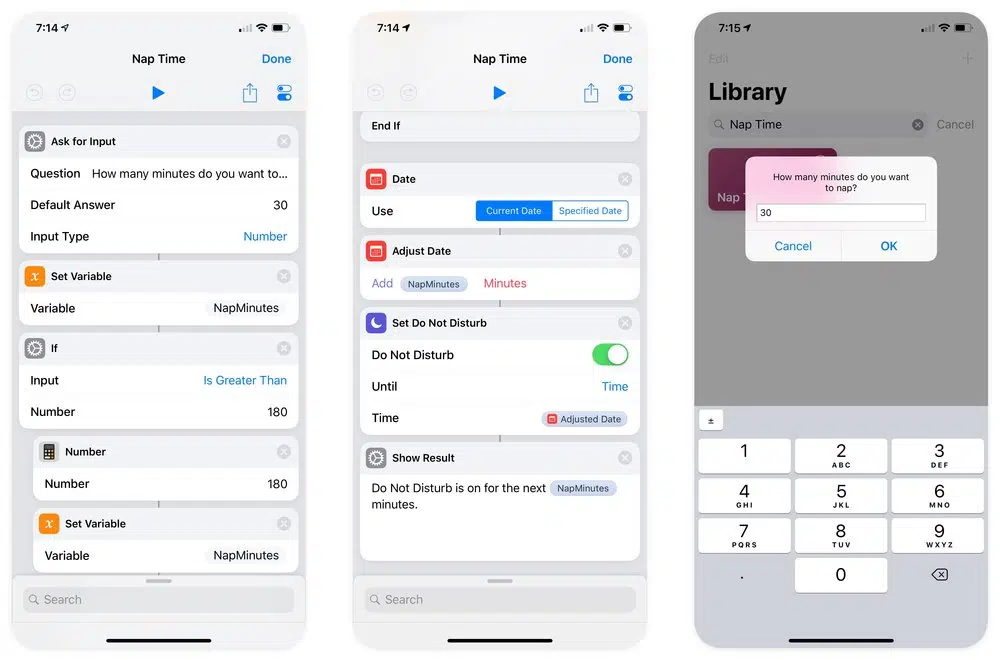 7:14
Nap Time
Done
Ask for Input
Question How many minutes do you want to...
Default Answer 30
Input Type Number
Set Variable
Variable NapMinutes
If
Input Is Greater Than
Number 180
Number
Number 180
Set Variable
Variable NapMinutes
Search
7:14
Nap Time
Done
End If
Date
Use Current Date Specified Date
Adjust Date
Add NapMinutes Minutes
Set Do Not Disturb
Do Not Disturb
Until Time
Time Adjusted Date
Show Result
Do Not Disturb is on for the next NapMinutes
minutes.
Search
7:15
Edit
Library
Nap Time Cancel
Nap
How many minutes do you want
to nap?
30
Cancel OK
±
1 2 3
ABC DEF
4 5 6
GHI JKL MNO
7 8 9
PQRS TUV WXYZ
. 0